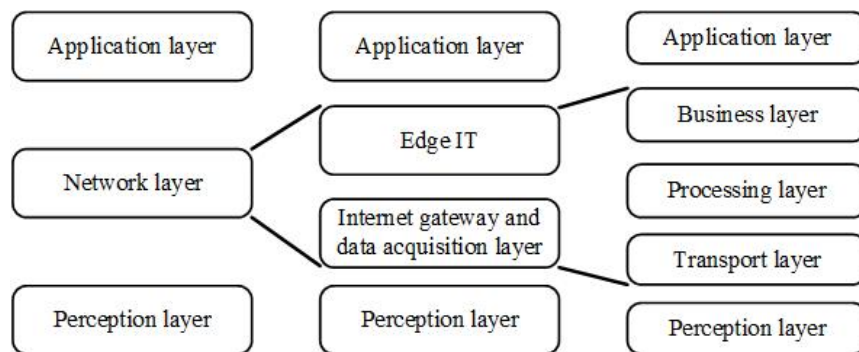 Application layer
Network layer
Perception layer
Application layer
Edge IT
Internet gateway and
data acquisition layer
Perception layer
Application layer
Business layer
Processing layer
Transport layer
Perception layer